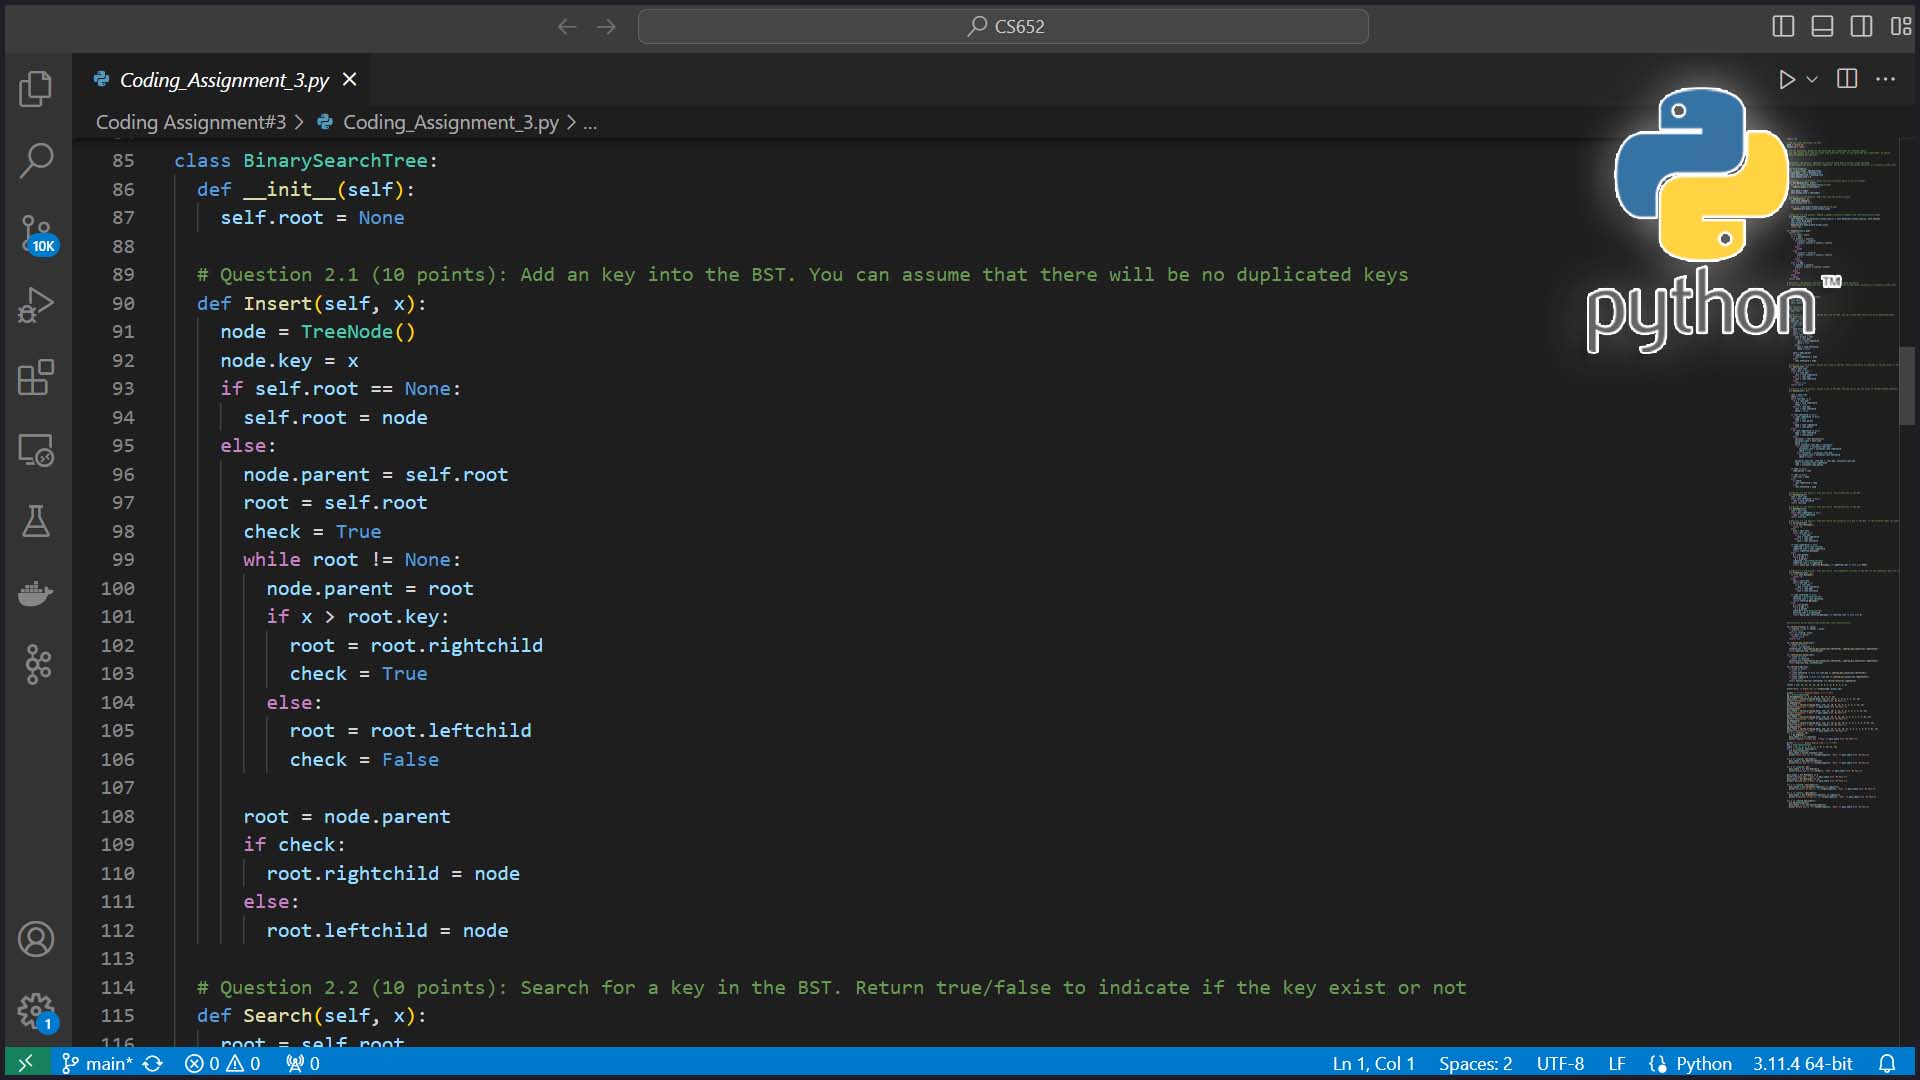 CS652
Coding_Assignment_3.py
Coding Assignment#3 > Coding_Assignment_3.py > ...
85 class BinarySearchTree:
86 def __init__(self):
87 self.root = None
88
89 # Question 2.1 (10 points): Add an key into the BST. You can assume that there will be no duplicated keys
90 def Insert(self, x):
91 node = TreeNode()
92 node.key = x
93 if self.root == None:
94 self.root = node
95 else:
96 node.parent = self.root
97 root = self.root
98 check = True
99 while root != None:
100 node.parent = root
101 if x > root.key:
102 root = root.rightchild
103 check = True
104 else:
105 root = root.leftchild
106 check = False
107
108 root = node.parent
109 if check:
110 root.rightchild = node
111 else:
112 root.leftchild = node
113
114 # Question 2.2 (10 points): Search for a key in the BST. Return true/false to indicate if the key exist or not
115 def Search(self, x):
116 root = self.root
python™
10K
1
main* 0 0 0 Ln 1, Col 1 Spaces: 2 UTF-8 LF Python 3.11.4 64-bit